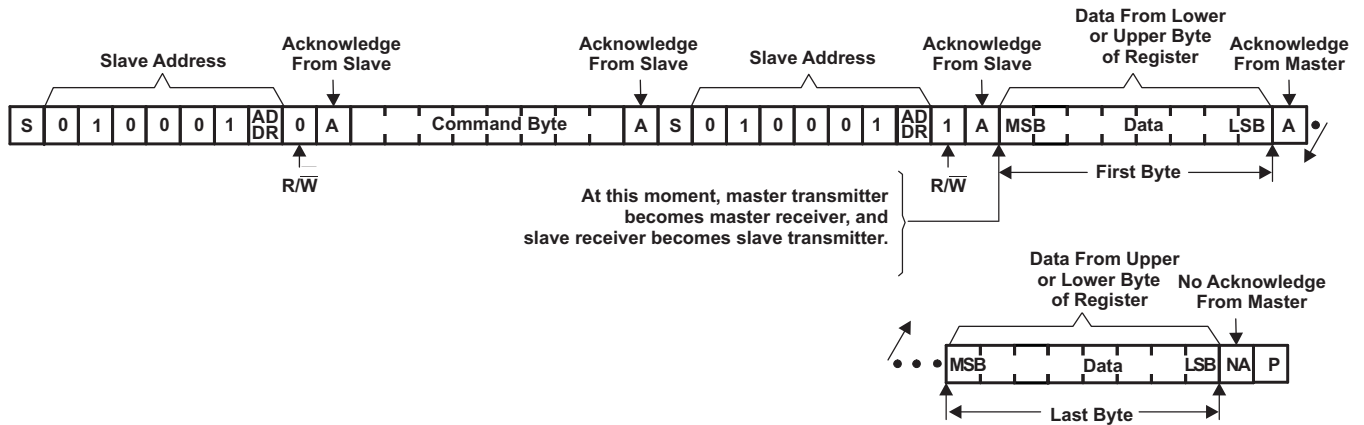 Slave Address
Acknowledge
From Slave
Acknowledge
From Slave
Slave Address
Acknowledge
From Slave
Data From Lower
or Upper Byte
of Register
Acknowledge
From Master
S 0 1 0 0 0 1 AD DR 0 A Command Byte A S 0 1 0 0 0 1 AD DR 1 A MSB Data LSB A
R/W̅
R/W̅
First Byte
At this moment, master transmitter
becomes master receiver, and
slave receiver becomes slave transmitter.
Data From Upper
or Lower Byte
of Register
No Acknowledge
From Master
MSB Data LSB NA P
Last Byte